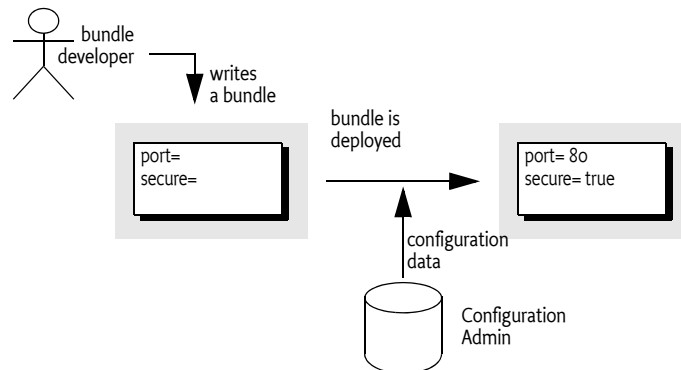 bundle
developer
writes
a bundle
bundle is
deployed
port=
secure=
port= 80
secure= true
configuration
data
Configuration
Admin